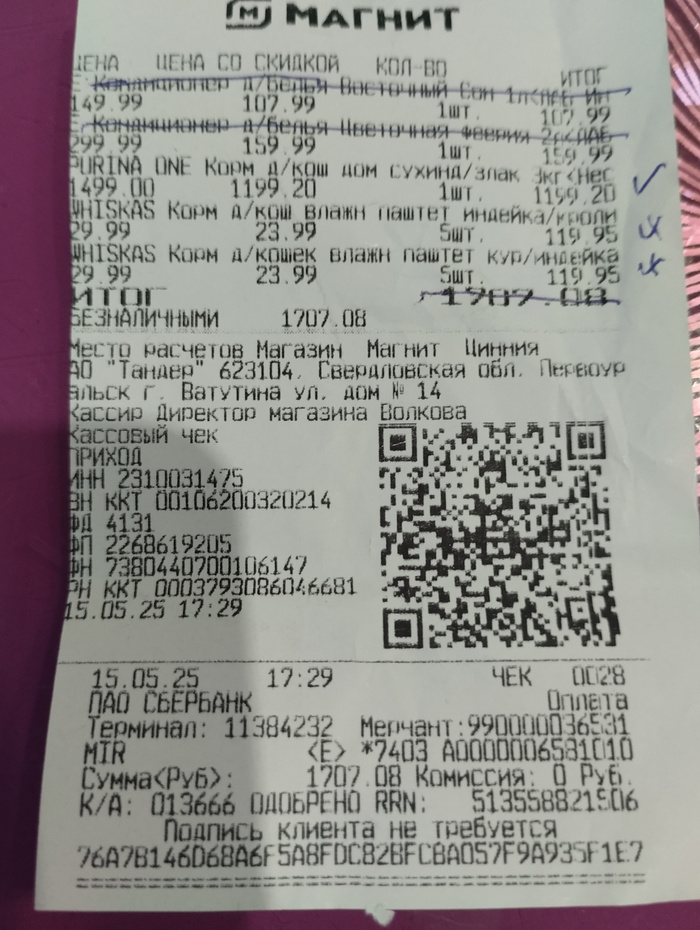 МАГНИТ
ЦЕНА ЦЕНА СО СКИДКОЙ КОЛ-ВО ИТОГ
Кондиционер д/белья Восточный Сон 1л
149.99 107.99 1шт. 107.99
Кондиционер д/белья Цветочная феерия 2л
299.99 159.99 1шт. 159.99
PURINA ONE Корм д/кош дом сухинд/злак 3кг<Нес
1499.00 1199.20 1шт. 1199.20
WHISKAS Корм д/кош влажн паштет индейка/кроли
29.99 23.99 5шт. 119.95
WHISKAS Корм д/кошек влажн паштет кур/индейка
29.99 23.99 5шт. 119.95
ИТОГ 1707.08
БЕЗНАЛИЧНЫМИ 1707.08
Место расчетов Магазин Магнит Цинния
АО "Тандер" 623104. Свердловская обл. Первоур
альск г. Ватутина ул. дом № 14
Кассир Директор магазина Волкова
Кассовый чек
ПРИХОД
ИНН 2310031475
ЗН ККТ 00106200320214
ФД 4131
ФП 2268619205
ФН 7380440700106147
РН ККТ 0003793086046681
15.05.25 17:29
15.05.25 17:29 ЧЕК 0028
ПАО СБЕРБАНК Оплата
Терминал: 11384232 Мерчант:990000036531
MIR <E> *7403 A0000006581010
Сумма<Руб>: 1707.08 Комиссия: 0 Руб.
К/А: 013666 ОДОБРЕНО RRN: 513558821506
Подпись клиента не требуется
76A7B146D68A6F5A8FDC82BFCBA057F9A935F1E7